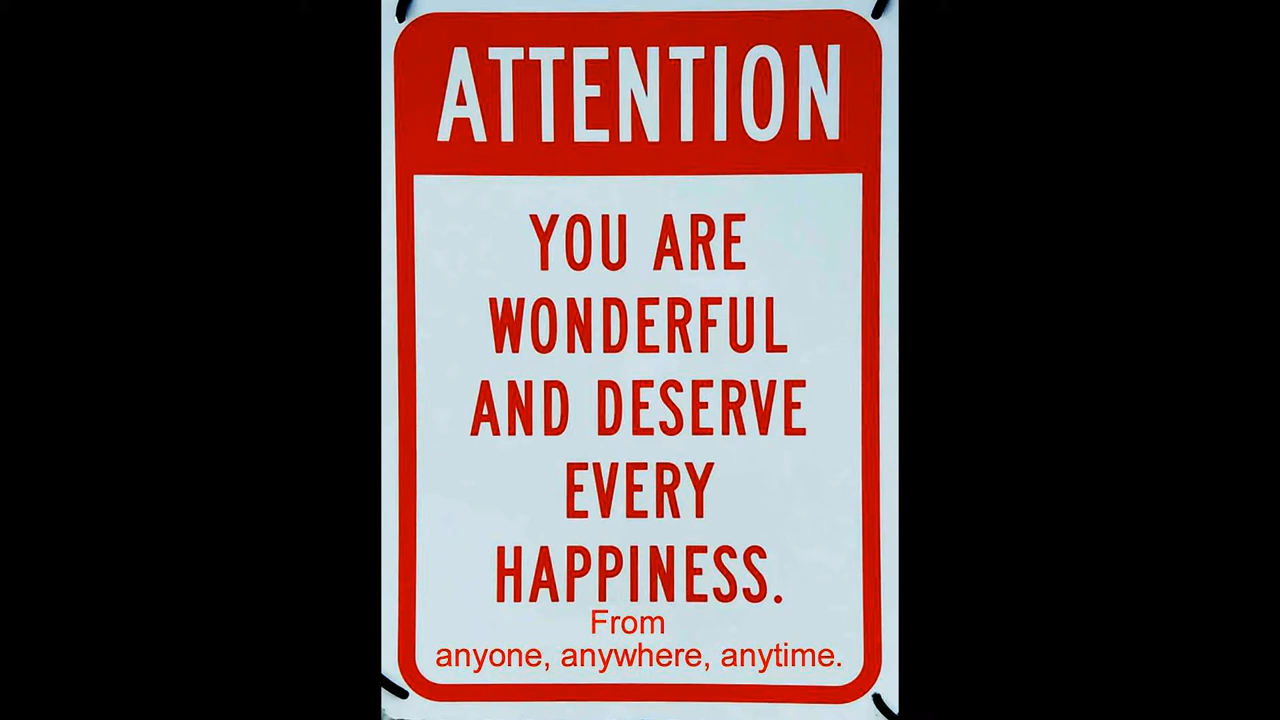 ATTENTION
YOU ARE
WONDERFUL
AND DESERVE
EVERY
HAPPINESS.
From
anyone, anywhere, anytime.